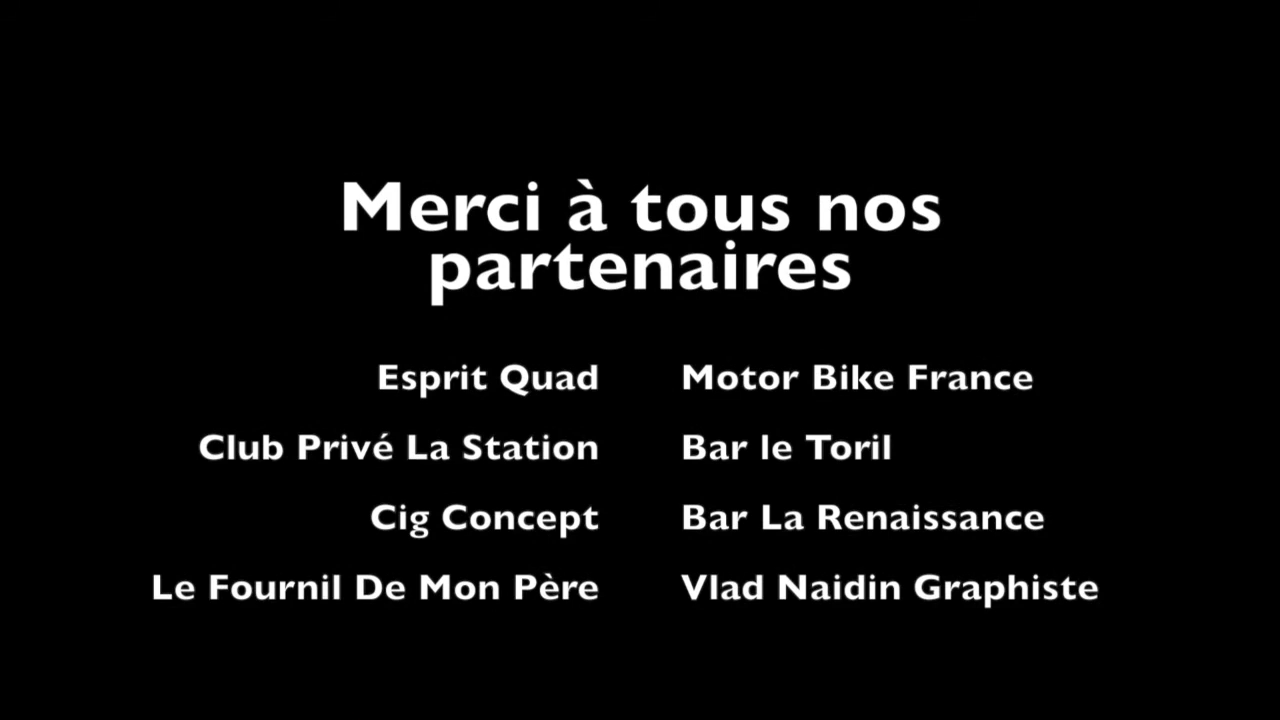 Merci à tous nos
partenaires
Esprit Quad Motor Bike France
Club Privé La Station Bar le Toril
Cig Concept Bar La Renaissance
Le Fournil De Mon Père Vlad Naidin Graphiste